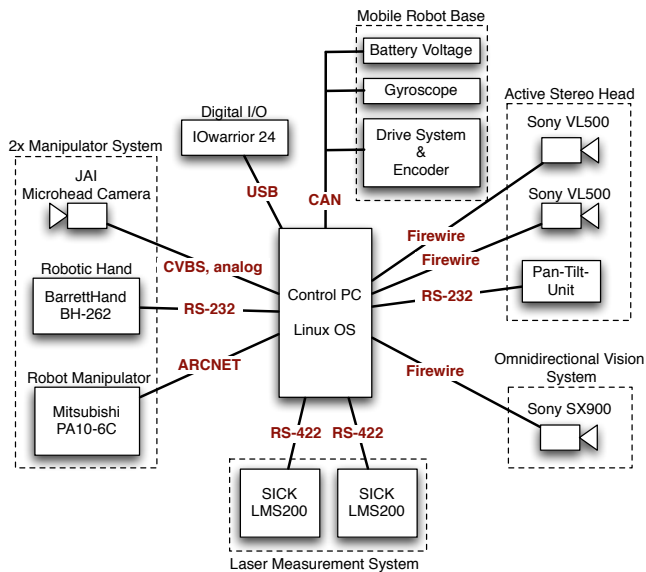 Mobile Robot Base
Battery Voltage
Gyroscope
Drive System
&
Encoder
CAN
Digital I/O
IOwarrior 24
USB
2x Manipulator System
JAI
Microhead Camera
CVBS, analog
Robotic Hand
BarrettHand
BH-262
RS-232
Robot Manipulator
Mitsubishi
PA10-6C
ARCNET
Control PC
Linux OS
Active Stereo Head
Sony VL500
Firewire
Sony VL500
Firewire
Pan-Tilt-
Unit
RS-232
Omnidirectional Vision
System
Sony SX900
Firewire
RS-422
RS-422
SICK
LMS200
SICK
LMS200
Laser Measurement System